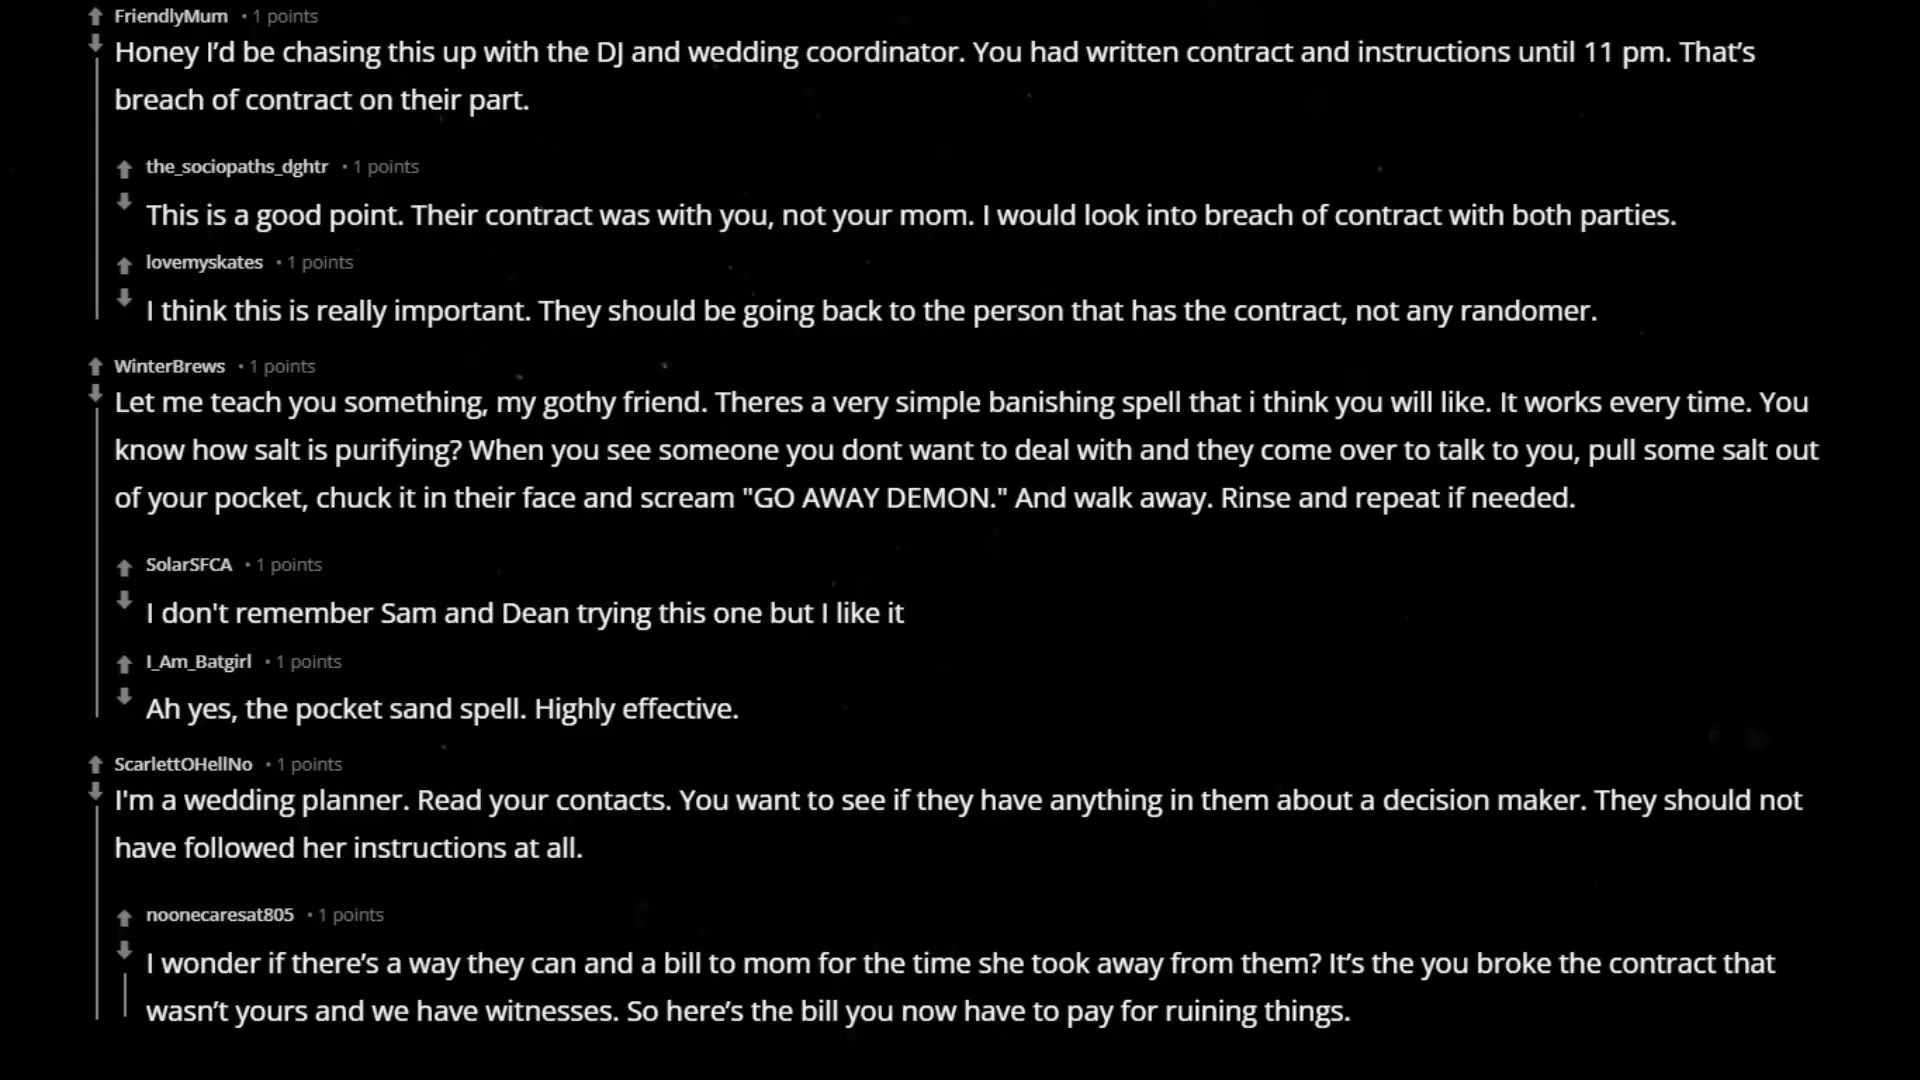 FriendlyMum • 1 points
Honey I’d be chasing this up with the DJ and wedding coordinator. You had written contract and instructions until 11 pm. That’s
breach of contract on their part.
the_sociopaths_dghtr • 1 points
This is a good point. Their contract was with you, not your mom. I would look into breach of contract with both parties.
lovemyskates • 1 points
I think this is really important. They should be going back to the person that has the contract, not any randomer.
WinterBrews • 1 points
Let me teach you something, my gothy friend. Theres a very simple banishing spell that i think you will like. It works every time. You
know how salt is purifying? When you see someone you dont want to deal with and they come over to talk to you, pull some salt out
of your pocket, chuck it in their face and scream "GO AWAY DEMON." And walk away. Rinse and repeat if needed.
SolarSFCA • 1 points
I don't remember Sam and Dean trying this one but I like it
I_Am_Batgirl • 1 points
Ah yes, the pocket sand spell. Highly effective.
ScarlettOHellNo • 1 points
I'm a wedding planner. Read your contacts. You want to see if they have anything in them about a decision maker. They should not
have followed her instructions at all.
noonecaresat805 • 1 points
I wonder if there’s a way they can and a bill to mom for the time she took away from them? It’s the you broke the contract that
wasn’t yours and we have witnesses. So here’s the bill you now have to pay for ruining things.